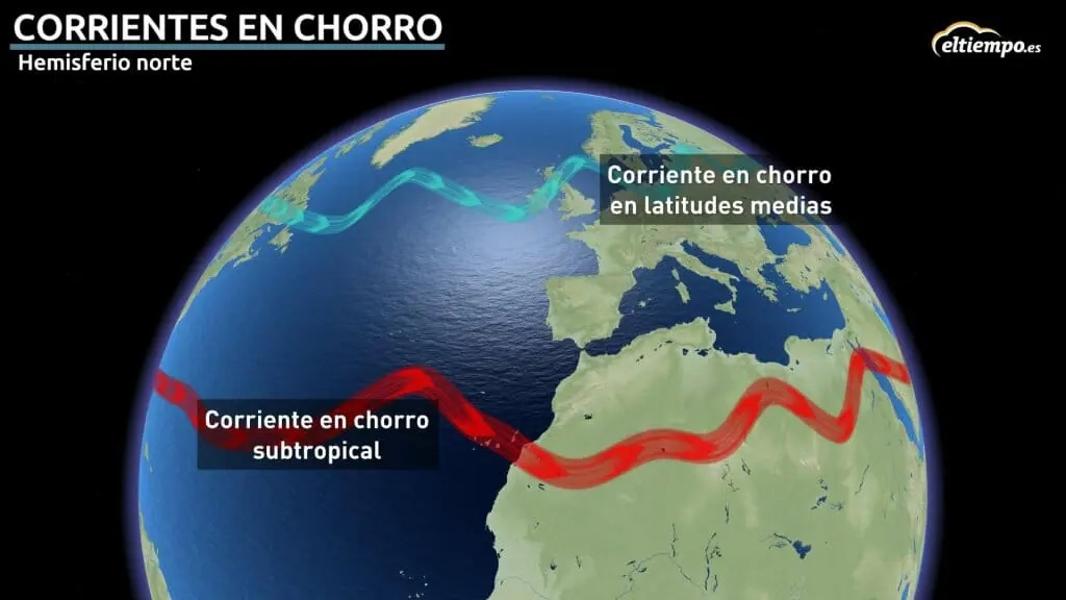 CORRIENTES EN CHORRO
Hemisferio norte
eltiempo.es
Corriente en chorro
en latitudes medias
Corriente en chorro
subtropical